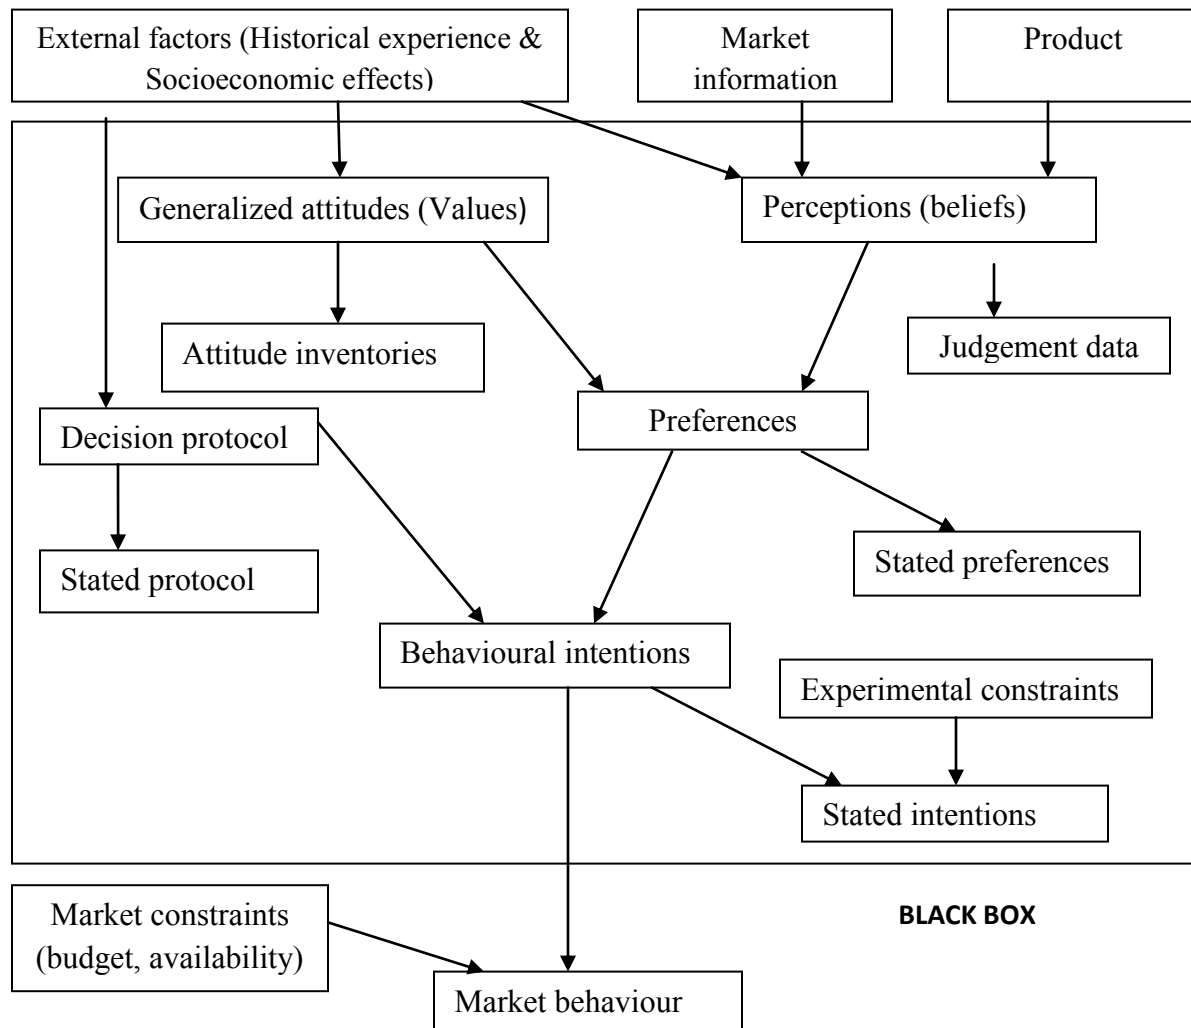 External factors (Historical experience &
Socioeconomic effects)
Market
information
Product
Generalized attitudes (Values)
Perceptions (beliefs)
Attitude inventories
Judgement data
Decision protocol
Preferences
Stated protocol
Stated preferences
Behavioural intentions
Experimental constraints
Stated intentions
Market constraints
(budget, availability)
BLACK BOX
Market behaviour